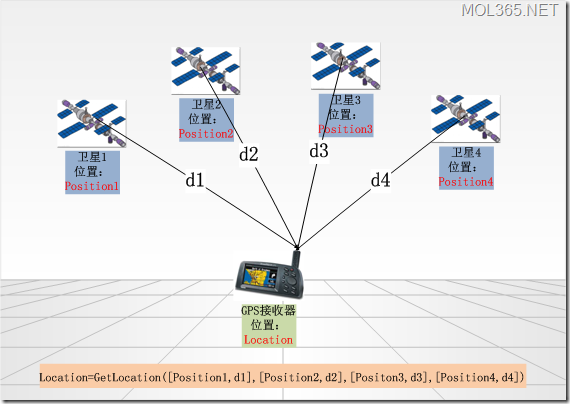 MOL365.NET
卫星2
位置:
Position2
卫星3
位置:
Position3
卫星1
位置:
Position1
卫星4
位置:
Position4
d1
d2
d3
d4
GPS接收器
位置:
Location
Location=GetLocation([Position1,d1],[Position2,d2],[Positon3,d3],[Position4,d4])